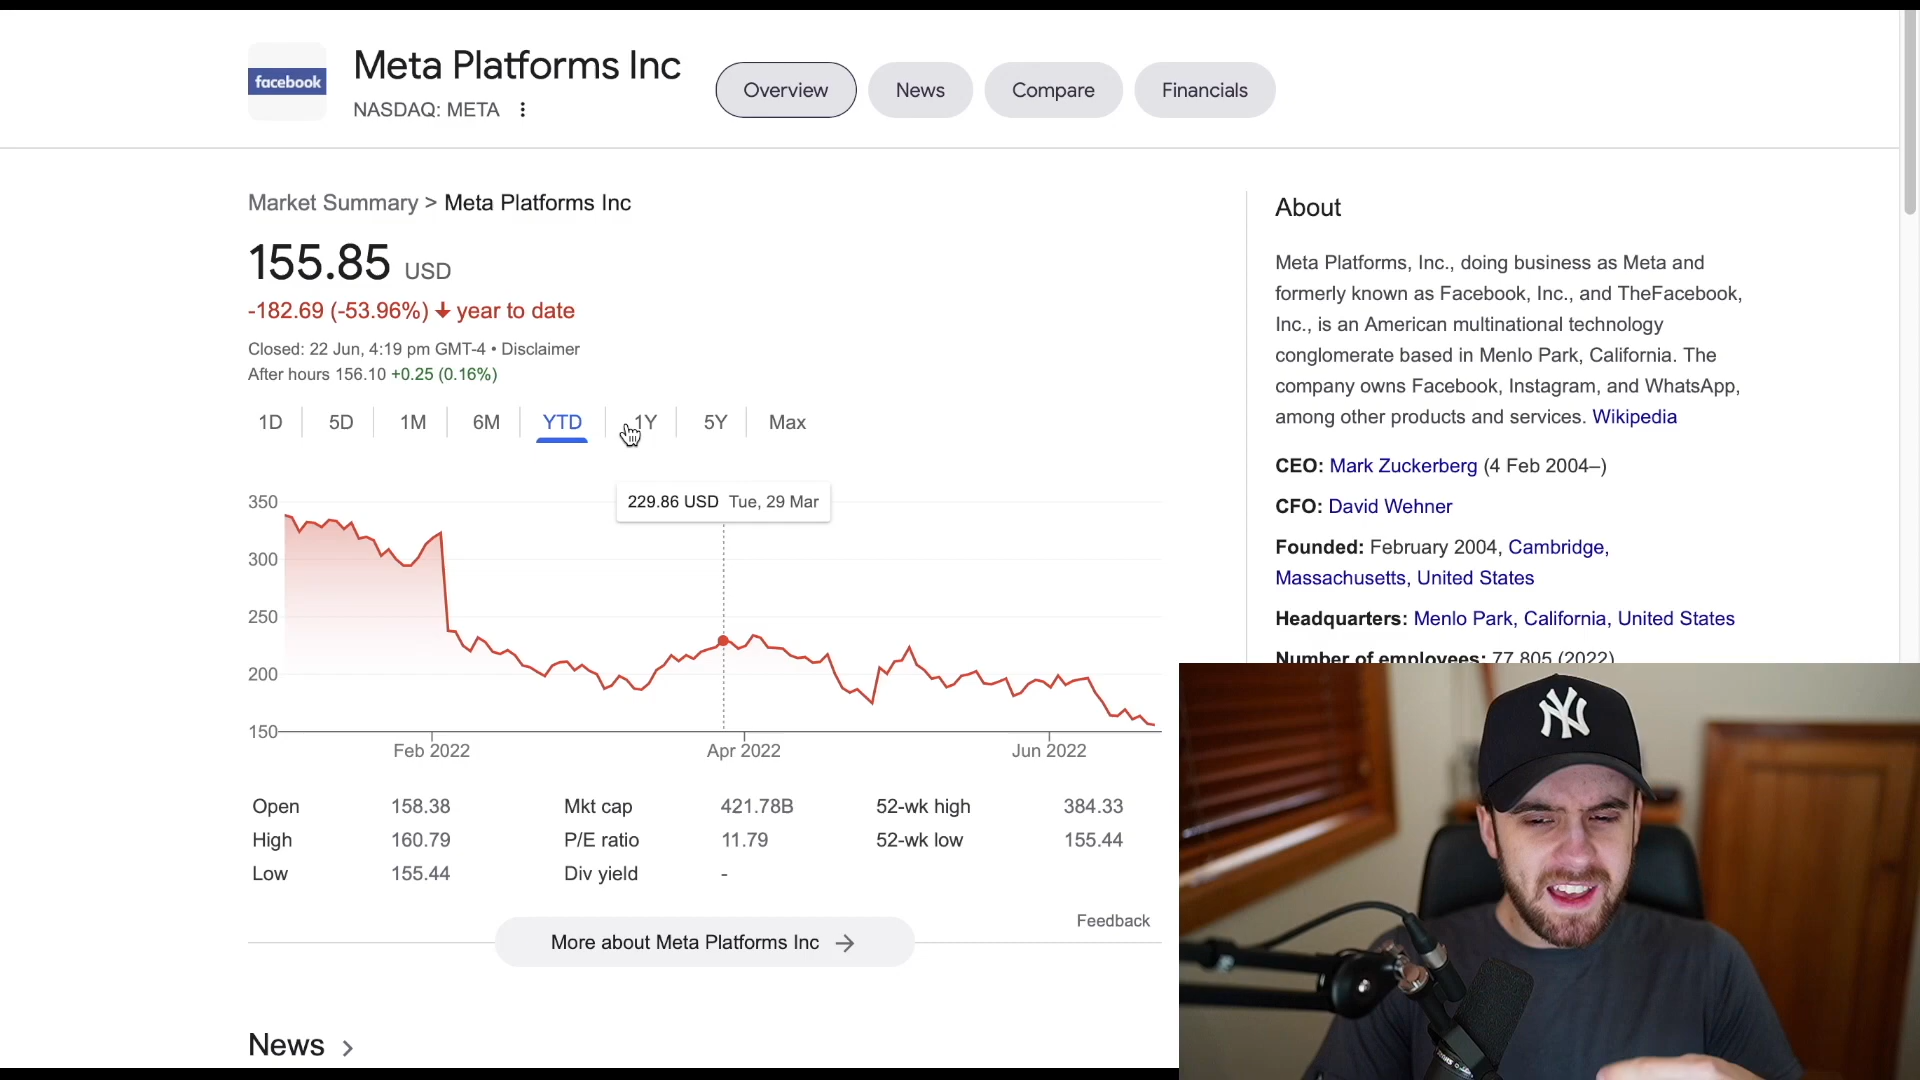 facebook
Meta Platforms Inc
NASDAQ: META
Overview
News
Compare
Financials
Market Summary > Meta Platforms Inc
155.85 USD
-182.69 (-53.96%) year to date
Closed: 22 Jun, 4:19 pm GMT-4 • Disclaimer
After hours 156.10 +0.25 (0.16%)
1D 5D 1M 6M YTD 1Y 5Y Max
229.86 USD Tue, 29 Mar
350
300
250
200
150
Feb 2022 Apr 2022 Jun 2022
Open 158.38 Mkt cap 421.78B 52-wk high 384.33
High 160.79 P/E ratio 11.79 52-wk low 155.44
Low 155.44 Div yield -
Feedback
More about Meta Platforms Inc
News
About
Meta Platforms, Inc., doing business as Meta and
formerly known as Facebook, Inc., and TheFacebook,
Inc., is an American multinational technology
conglomerate based in Menlo Park, California. The
company owns Facebook, Instagram, and WhatsApp,
among other products and services. Wikipedia
CEO: Mark Zuckerberg (4 Feb 2004–)
CFO: David Wehner
Founded: February 2004, Cambridge,
Massachusetts, United States
Headquarters: Menlo Park, California, United States
Number of employees: 77,805 (2022)
NY